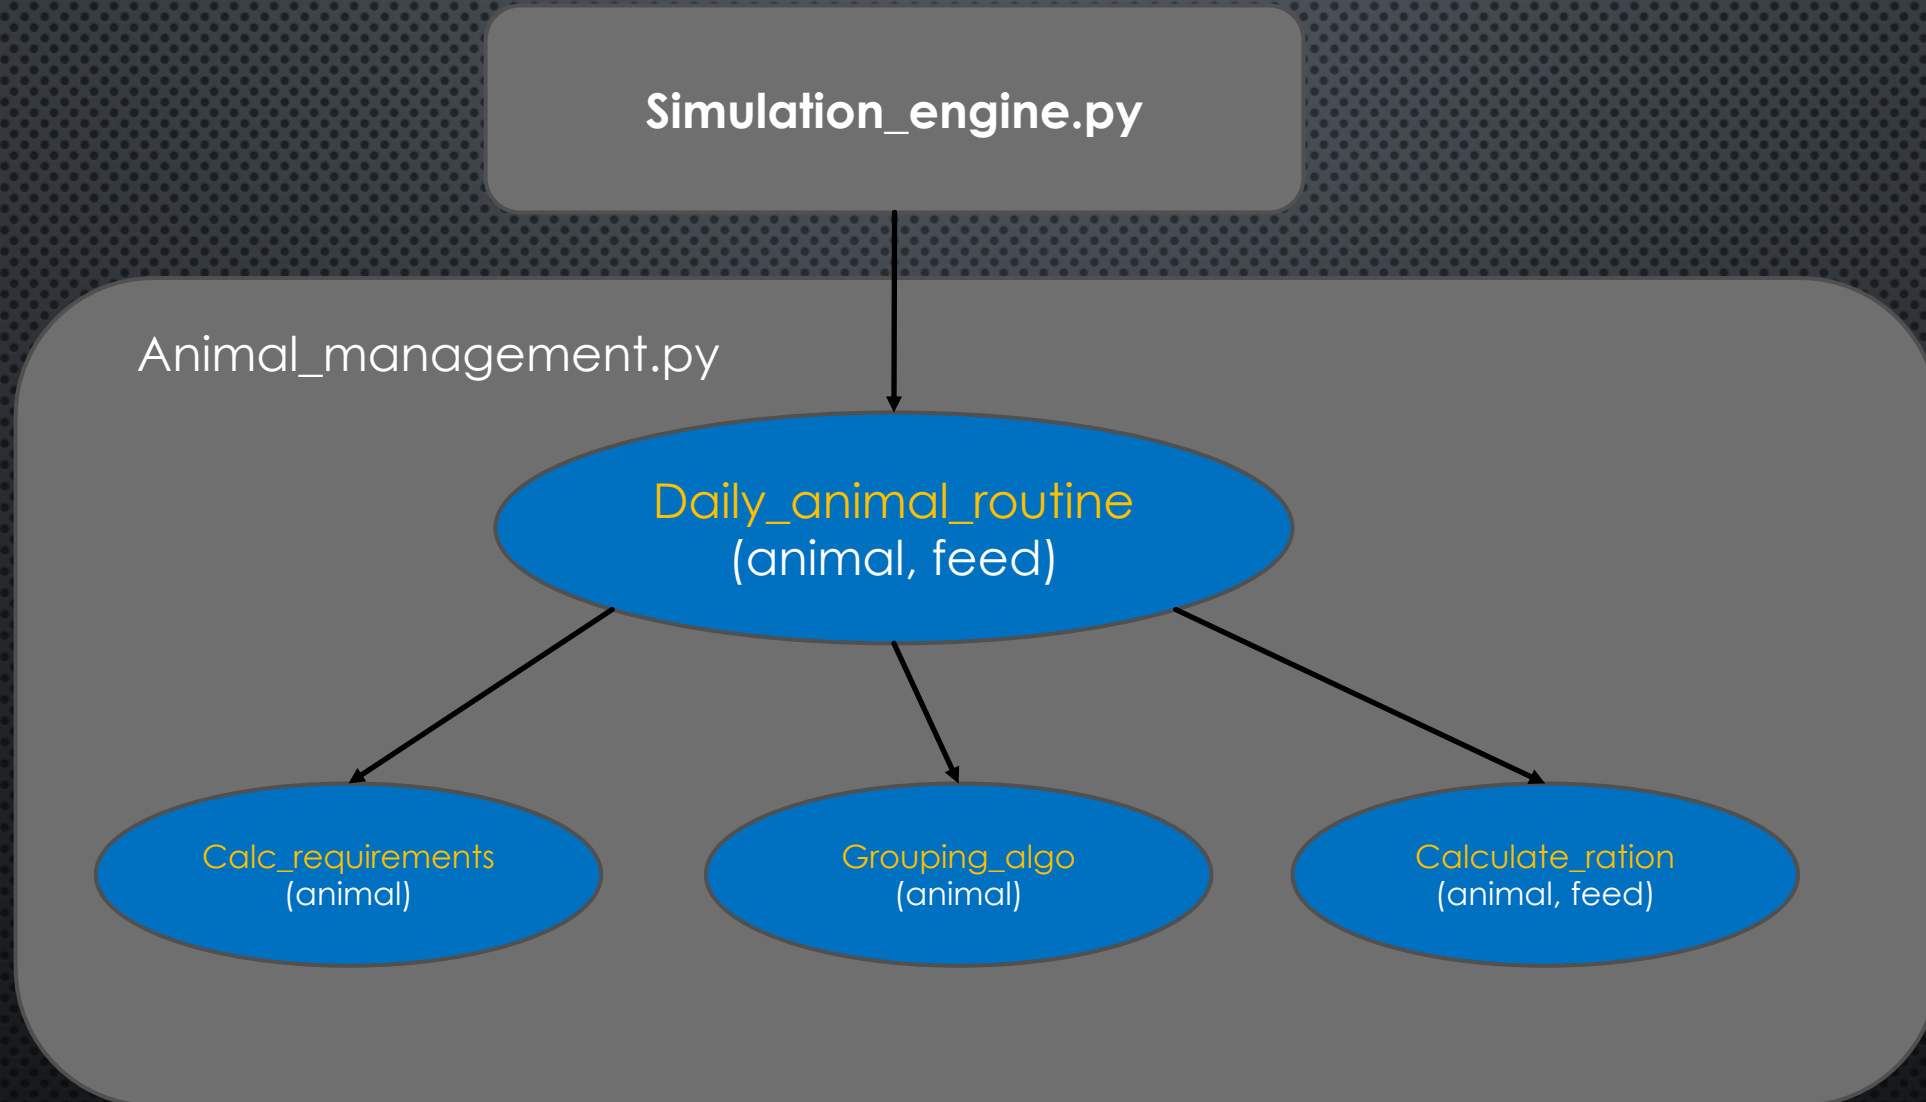 Simulation_engine.py
Animal_management.py
Daily_animal_routine
(animal, feed)
Calc_requirements
(animal)
Grouping_algo
(animal)
Calculate_ration
(animal, feed)